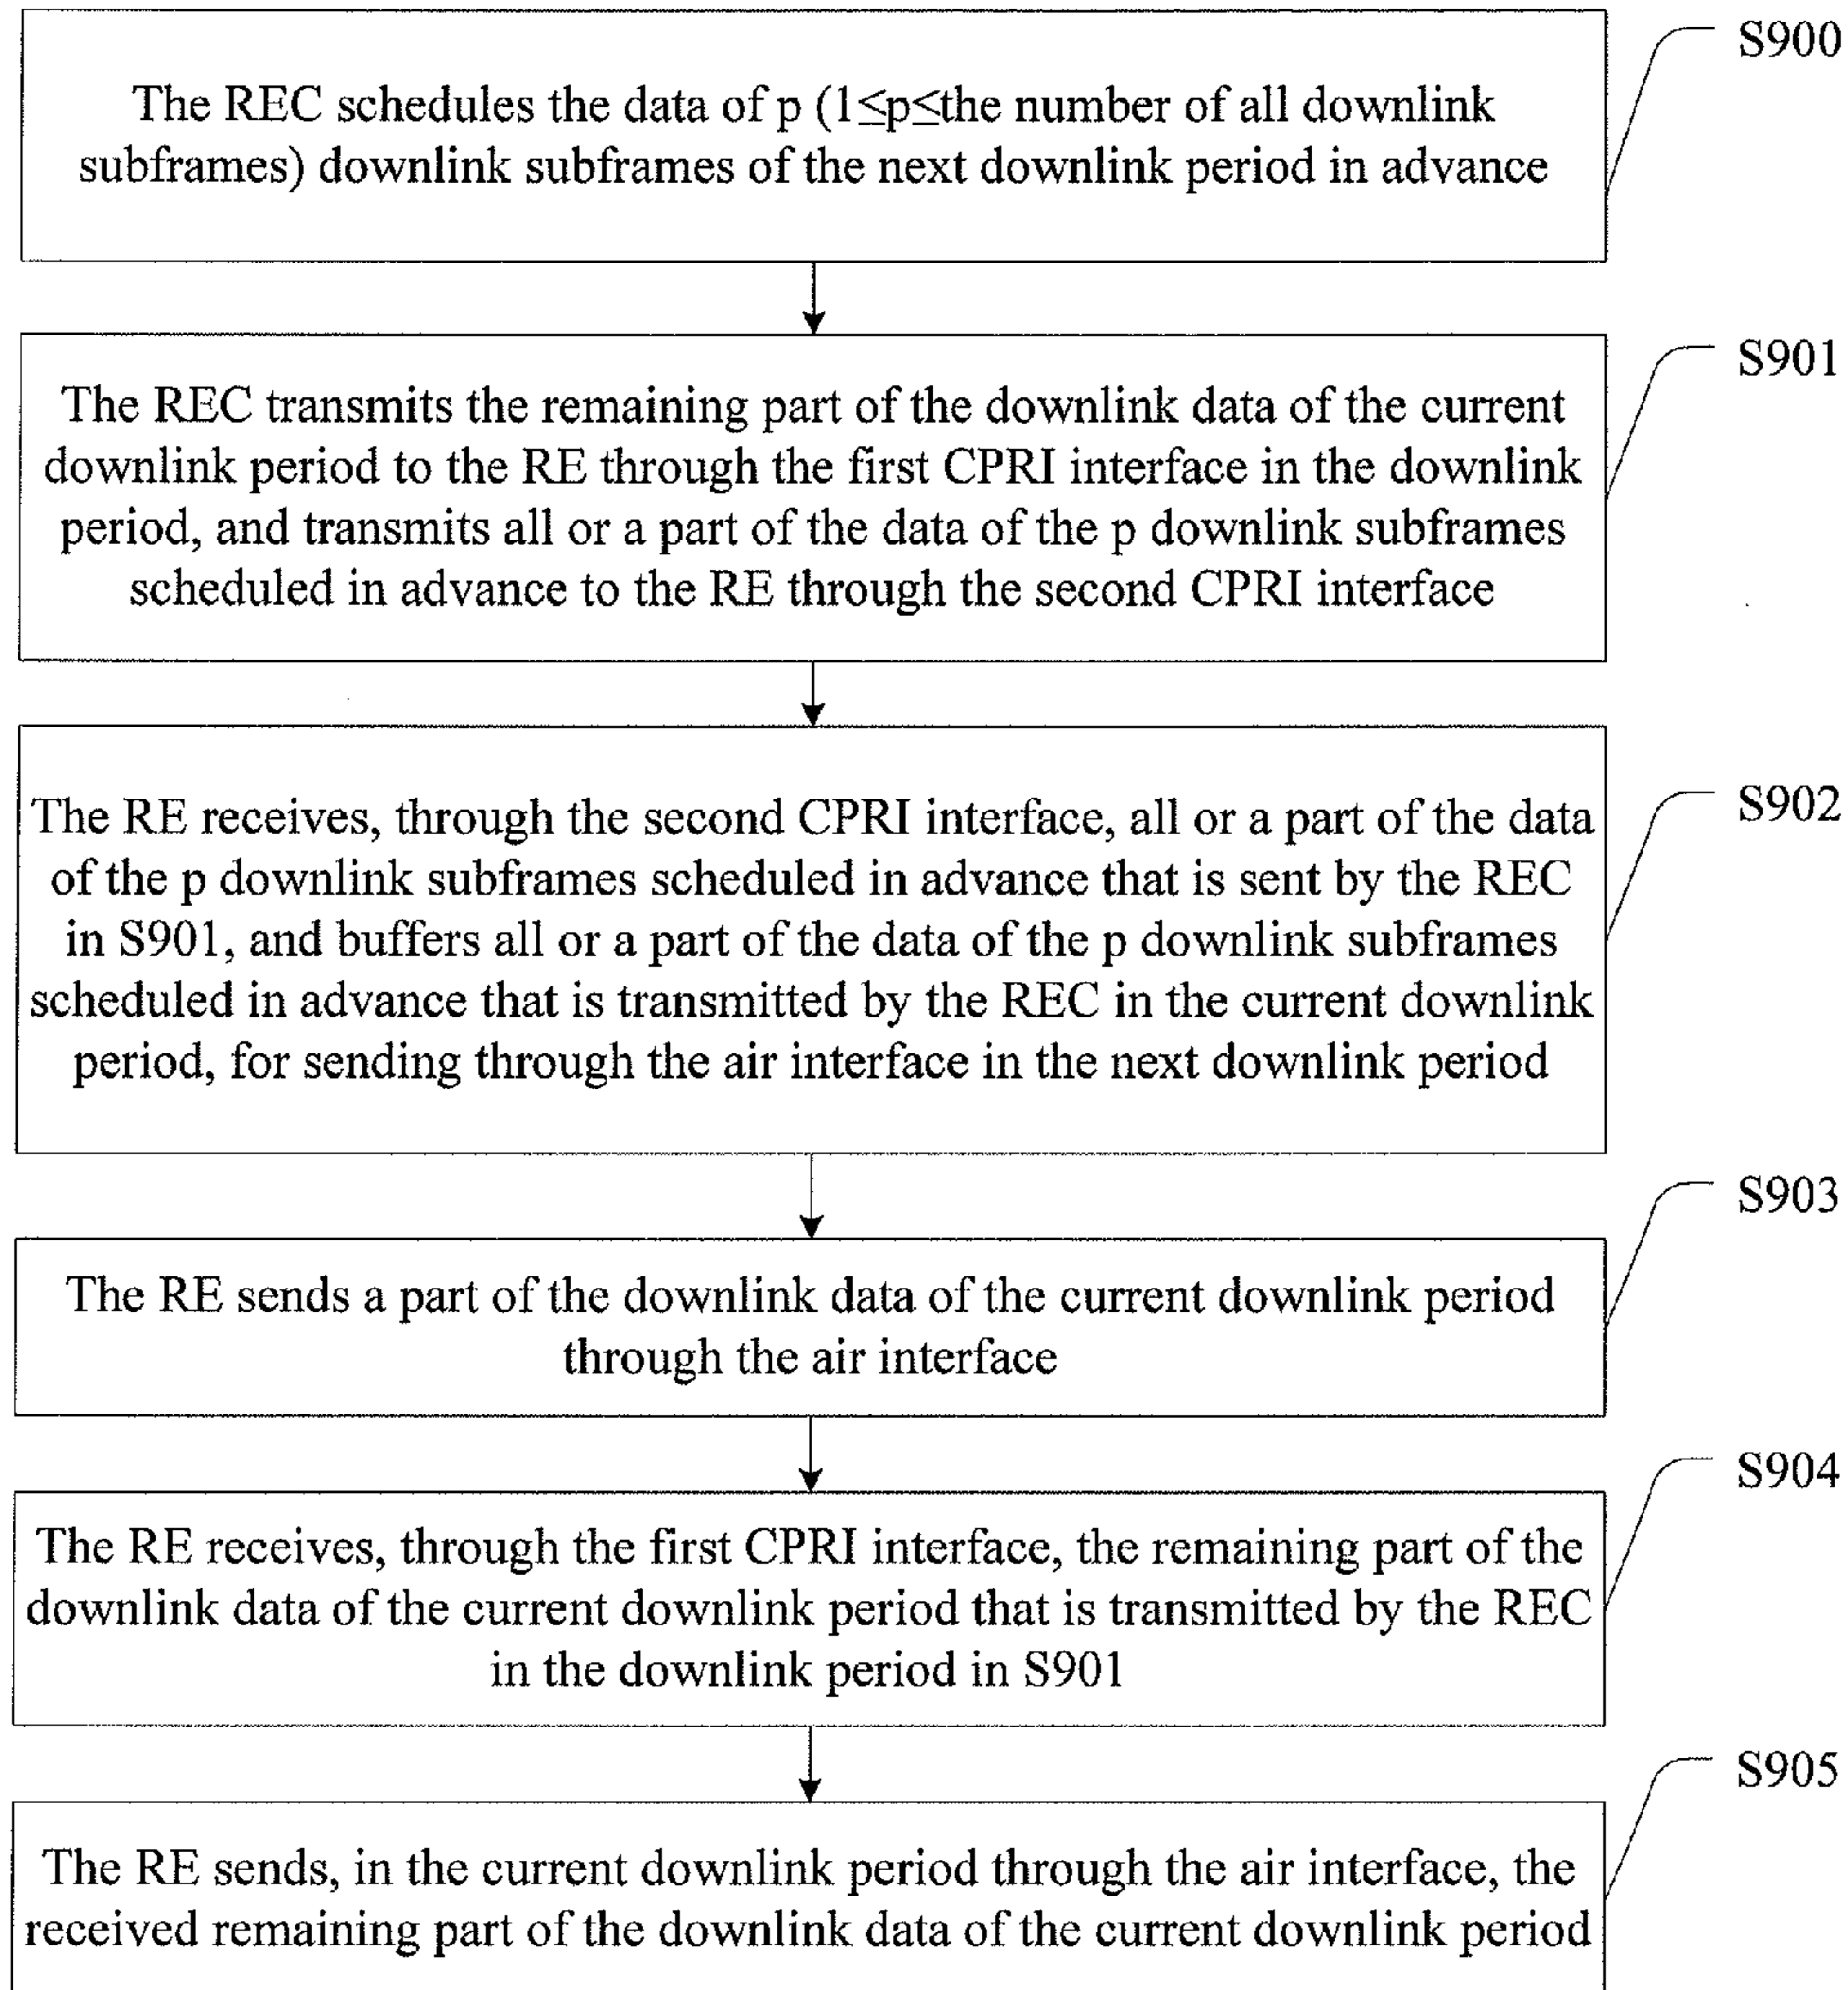 The REC schedules the data of p (1≤p≤the number of all downlink
subframes) downlink subframes of the next downlink period in advance
S900
The REC transmits the remaining part of the downlink data of the current
downlink period to the RE through the first CPRI interface in the downlink
period, and transmits all or a part of the data of the p downlink subframes
scheduled in advance to the RE through the second CPRI interface
S901
The RE receives, through the second CPRI interface, all or a part of the data
of the p downlink subframes scheduled in advance that is sent by the REC
in S901, and buffers all or a part of the data of the p downlink subframes
scheduled in advance that is transmitted by the REC in the current downlink
period, for sending through the air interface in the next downlink period
S902
The RE sends a part of the downlink data of the current downlink period
through the air interface
S903
The RE receives, through the first CPRI interface, the remaining part of the
downlink data of the current downlink period that is transmitted by the REC
in the downlink period in S901
S904
The RE sends, in the current downlink period through the air interface, the
received remaining part of the downlink data of the current downlink period
S905